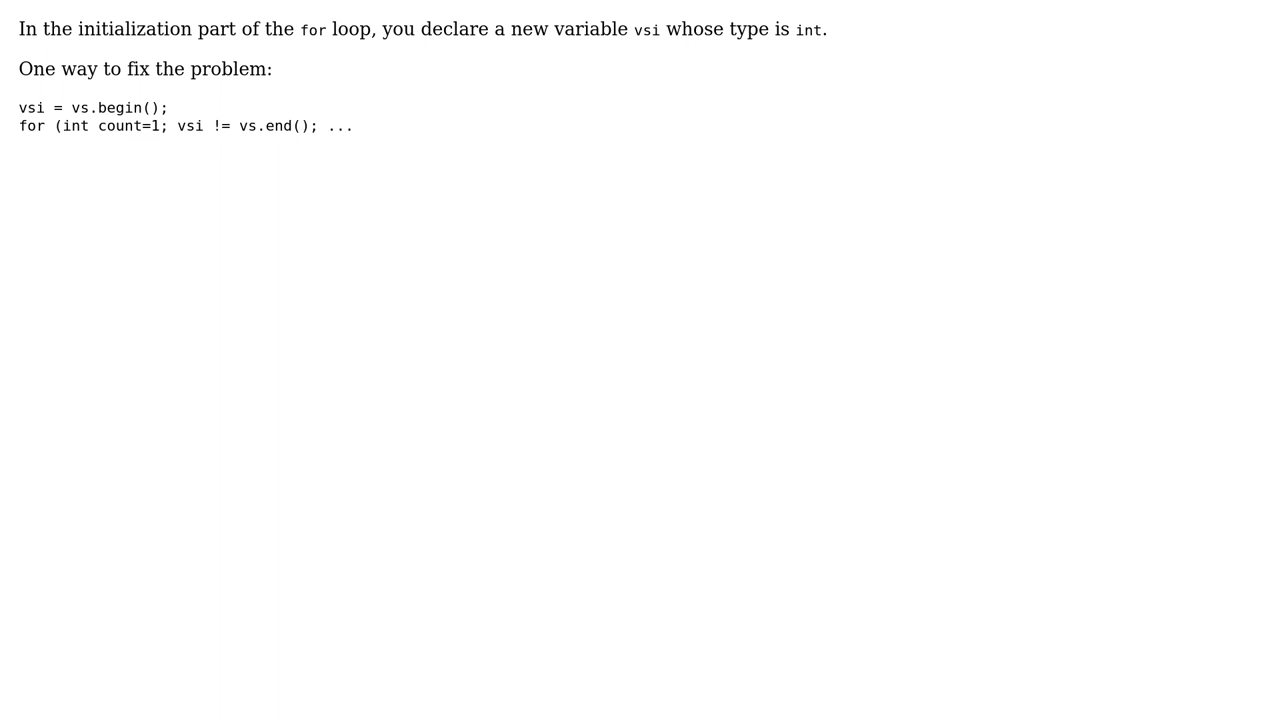 In the initialization part of the for loop, you declare a new variable vsi whose type is int.
One way to fix the problem:
vsi = vs.begin();
for (int count=1; vsi != vs.end(); ...